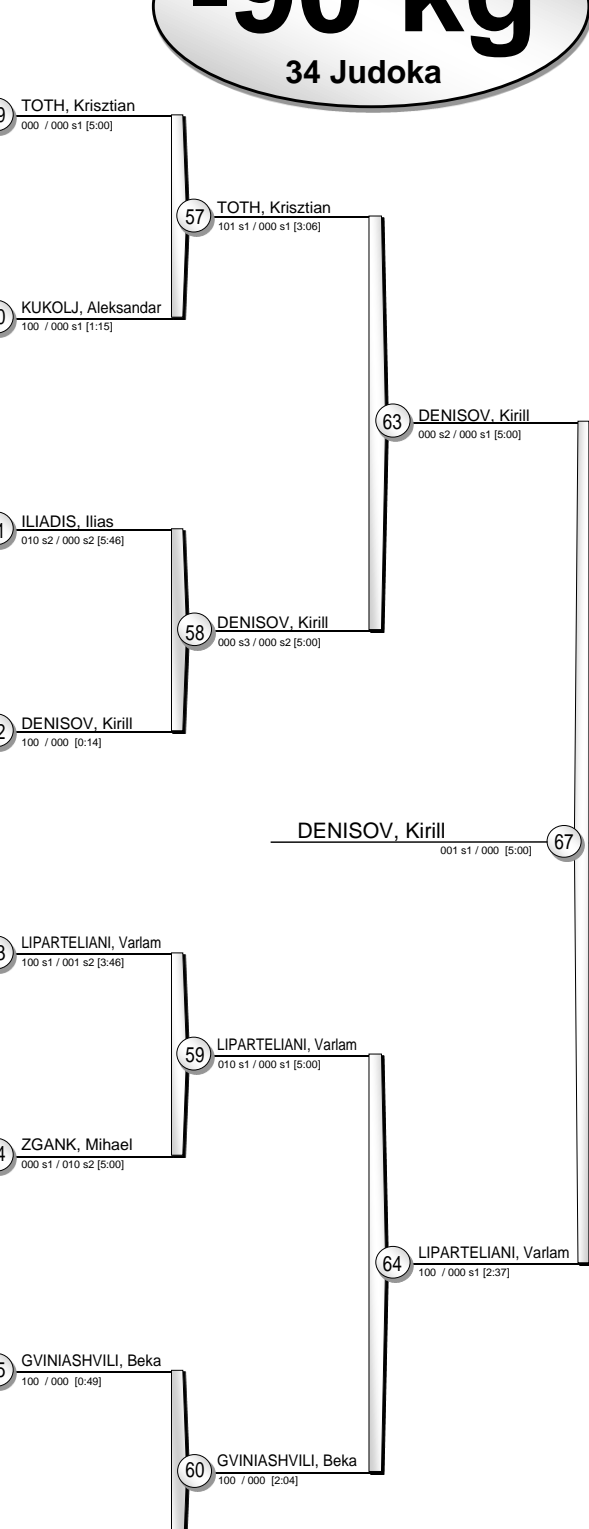 -90 kg
34 Judoka
TOTH, Krisztian
000 / 000 s1 [5:00]
57
TOTH, Krisztian
101 s1 / 000 s1 [3:06]
KUKOLJ, Aleksandar
100 / 000 s1 [1:15]
63
DENISOV, Kirill
000 s2 / 000 s1 [5:00]
ILIADIS, Ilias
010 s2 / 000 s2 [5:46]
58
DENISOV, Kirill
000 s3 / 000 s2 [5:00]
DENISOV, Kirill
100 / 000 [0:14]
DENISOV, Kirill
001 s1 / 000 [5:00]
67
LIPARTELIANI, Varlam
100 s1 / 001 s2 [3:46]
59
LIPARTELIANI, Varlam
010 s1 / 000 s1 [5:00]
ZGANK, Mihael
000 s1 / 010 s2 [5:00]
64
LIPARTELIANI, Varlam
100 / 000 s1 [2:37]
GVINIASHVILI, Beka
100 / 000 [0:49]
60
GVINIASHVILI, Beka
100 / 000 [2:04]